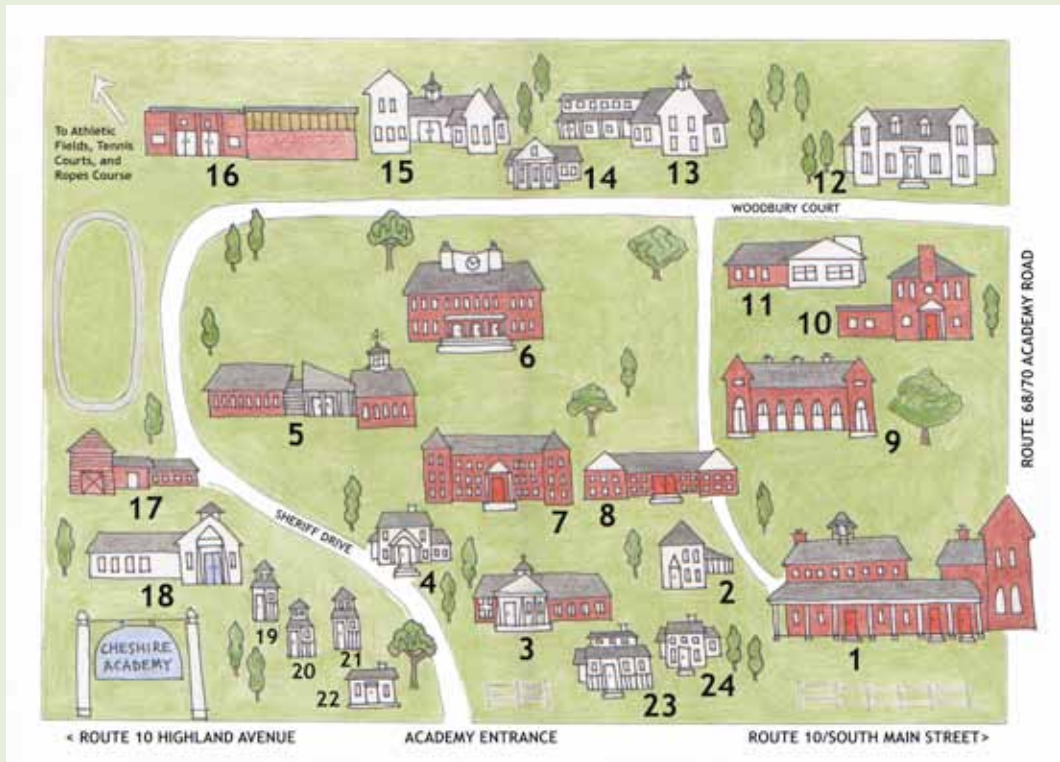 To Athletic
Fields, Tennis
Courts, and
Ropes Course
16
15
14
13
12
WOODBURY COURT
11
10
6
5
9
ROUTE 68/70 ACADEMY ROAD
17
7
8
SHERIFF DRIVE
4
18
2
3
19
20
21
22
1
23
24
CHESHIRE
ACADEMY
< ROUTE 10 HIGHLAND AVENUE
ACADEMY ENTRANCE
ROUTE 10/SOUTH MAIN STREET>